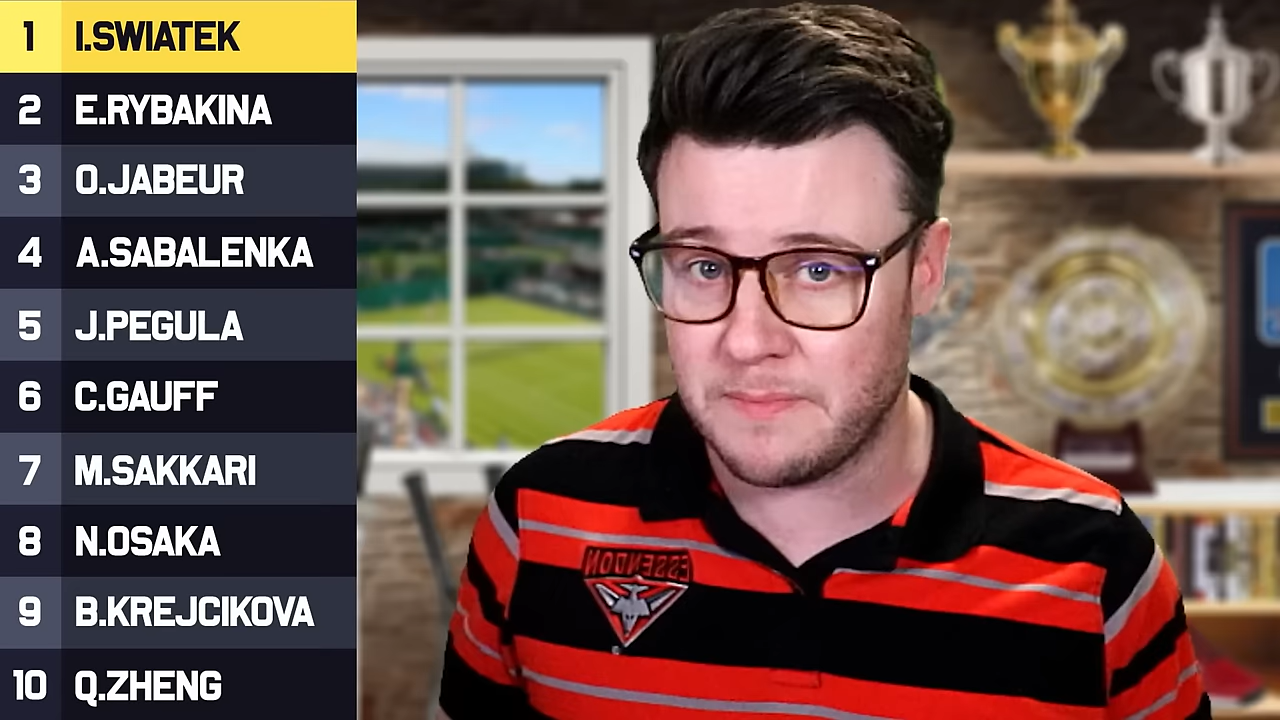 1 I.SWIATEK
2 E.RYBAKINA
3 O.JABEUR
4 A.SABALENKA
5 J.PEGULA
6 C.GAUFF
7 M.SAKKARI
8 N.OSAKA
9 B.KREJCIKOVA
10 Q.ZHENG
ESSENDON